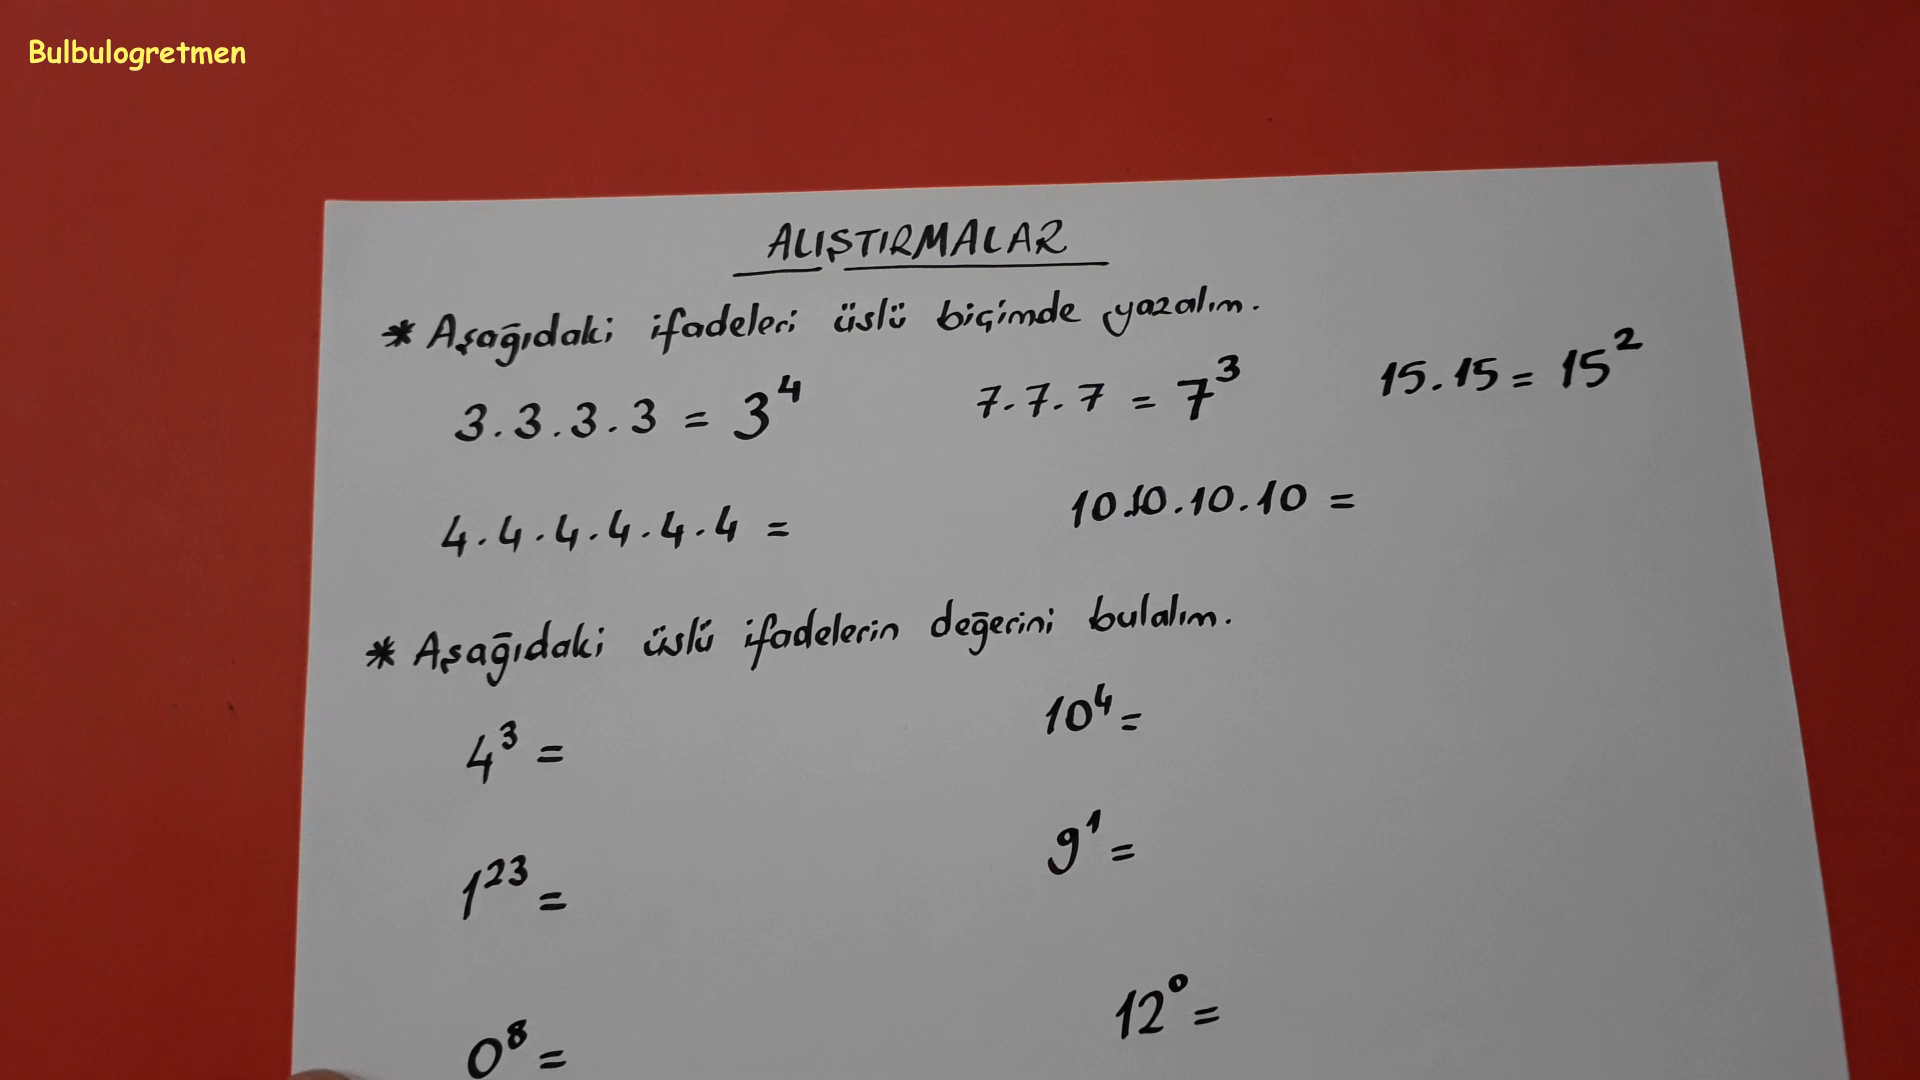 Bulbulogretmen
ALIŞTIRMALAR
* Aşağıdaki ifadeleri üslü biçimde yazalım.
3.3.3.3 = 3⁴ 7.7.7 = 7³ 15.15 = 15²
4.4.4.4.4.4 = 10.10.10.10 =
* Aşağıdaki üslü ifadelerin değerini bulalım.
4³ = 10⁴ =
1²³ = 9¹ =
0⁸ = 12⁰ =